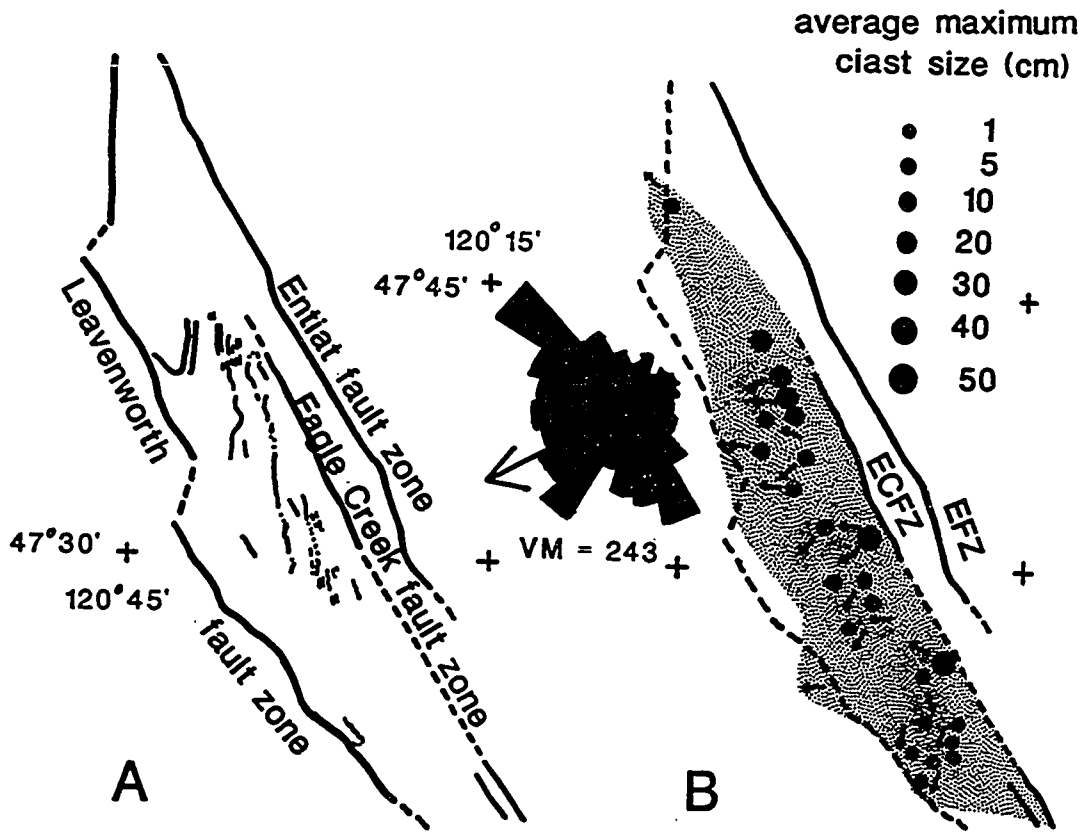 average maximum
ciast size (cm)
1
5
10
20
30
40
50
120°15'
47°45'
Leavenworth
fault zone
Entiat fault zone
Eagle Creek fault zone
47°30'
120°45'
VM = 243
ECFZ
EFZ
A
B